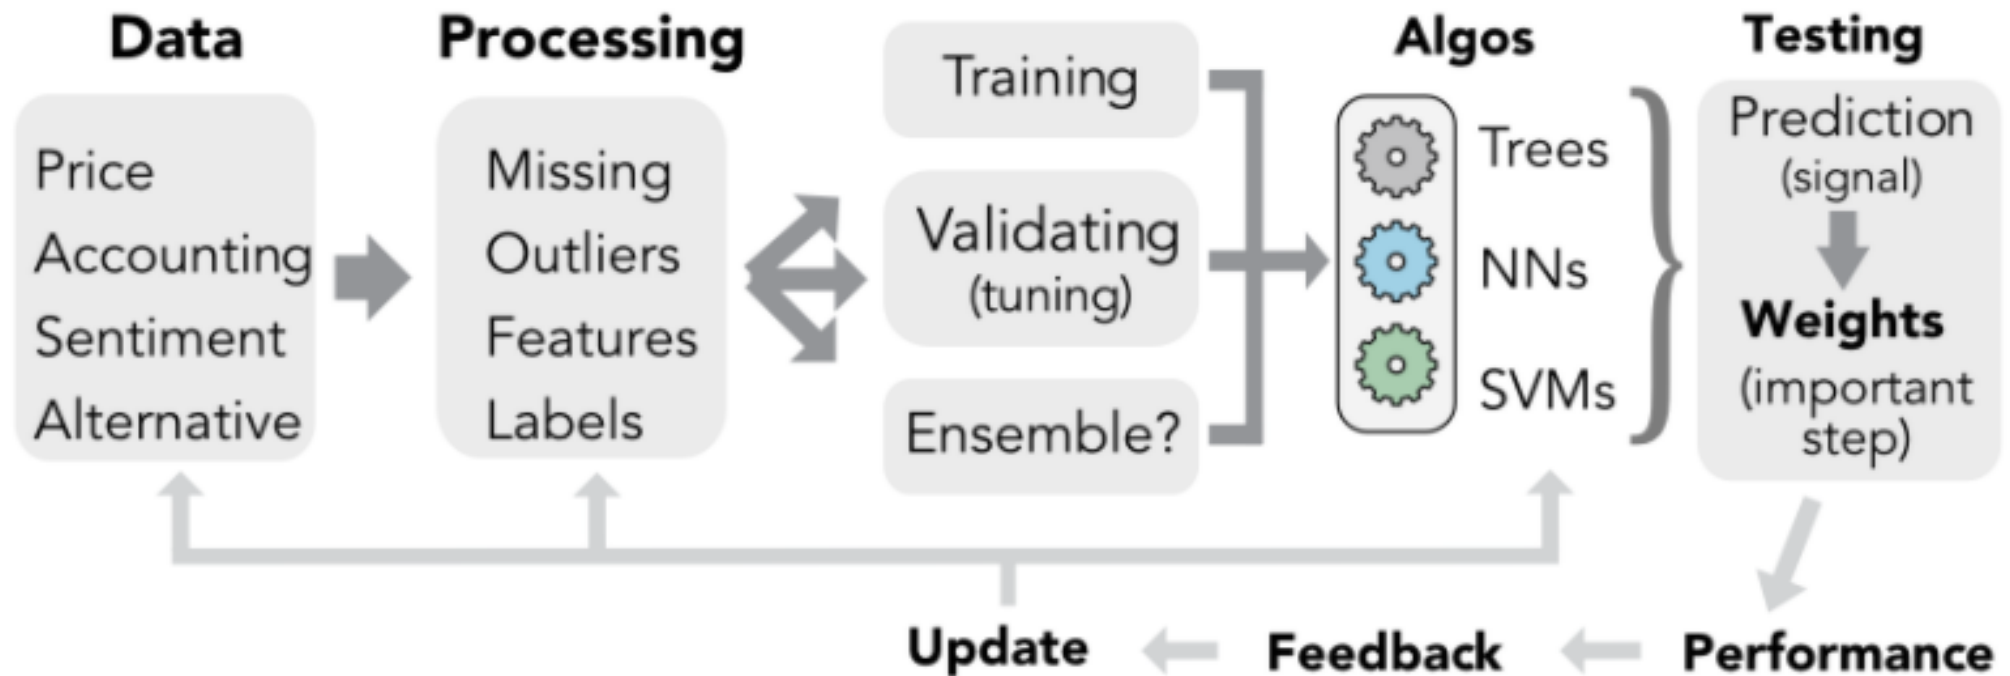 Data
Price
Accounting
Sentiment
Alternative
Processing
Missing
Outliers
Features
Labels
Training
Validating
(tuning)
Ensemble?
Algos
Trees
NNs
SVMs
Testing
Prediction
(signal)
Weights
(important
step)
Performance
Feedback
Update